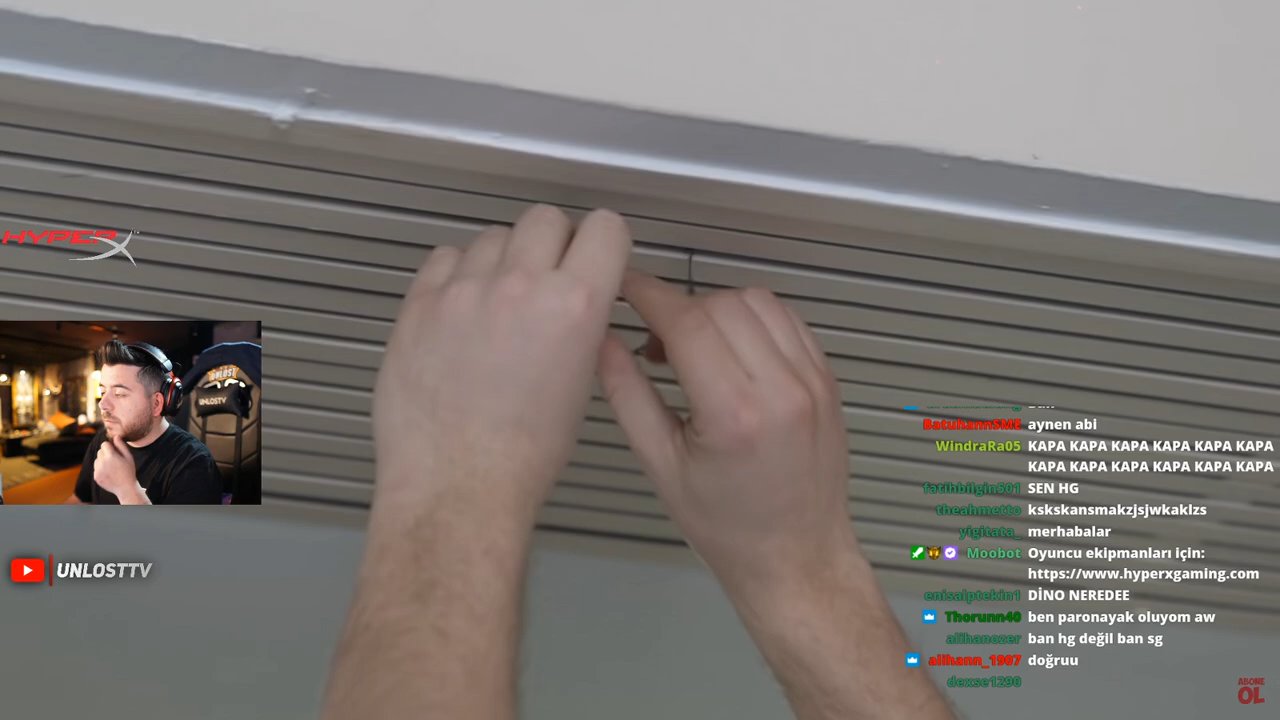 HYPERX
UNLOST
UNLOSTV
UNLOSTTV
BatuhannSME aynen abi
WindraRa05 KAPA KAPA KAPA KAPA KAPA KAPA
KAPA KAPA KAPA KAPA KAPA KAPA
fatihbilgin601 SEN HG
theahmetto kskskansmakzjsjwkaklzs
yigitata_ merhabalar
Moobot Oyuncu ekipmanları için:
https://www.hyperxgaming.com
enisalptekin1 DİNO NEREDEE
Thorunn40 ben paronayak oluyom aw
alihanozer ban hg değil ban sg
alihann_1907 doğruu
dexse1290
ABONE
OL